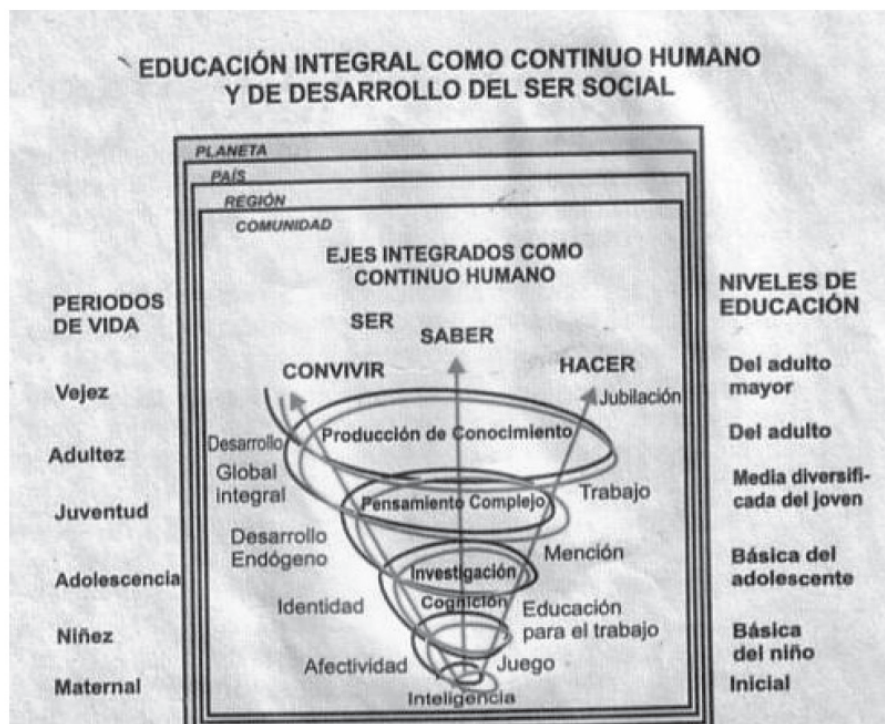 EDUCACIÓN INTEGRAL COMO CONTINUO HUMANO
Y DE DESARROLLO DEL SER SOCIAL
PLANETA
PAÍS
REGIÓN
COMUNIDAD
EJES INTEGRADOS COMO
CONTINUO HUMANO
PERIODOS
DE VIDA
NIVELES DE
EDUCACIÓN
SER
SABER
CONVIVIR
HACER
Vejez
Jubilación
Del adulto
mayor
Adultez
Desarrollo
Global
integral
Producción de Conocimiento
Del adulto
Juventud
Pensamiento Complejo
Trabajo
Media diversifi-
cada del joven
Desarrollo
Endógeno
Adolescencia
Investigación
Mención
Básica del
adolescente
Identidad
Cognición
Educación
para el trabajo
Niñez
Básica
del niño
Afectividad
Juego
Maternal
Inteligencia
Inicial